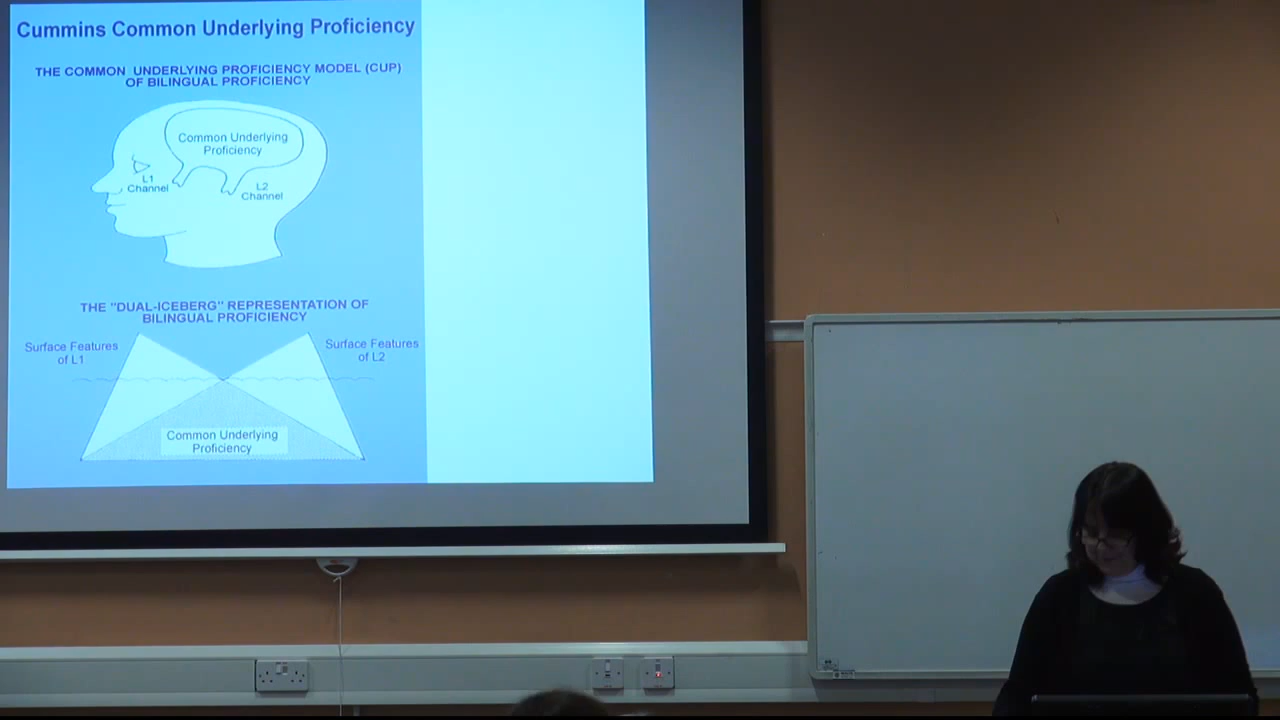 Cummins Common Underlying Proficiency
THE COMMON UNDERLYING PROFICIENCY MODEL (CUP)
OF BILINGUAL PROFICIENCY
Common Underlying
Proficiency
L1
Channel
L2
Channel
THE "DUAL-ICEBERG" REPRESENTATION OF
BILINGUAL PROFICIENCY
Surface Features
of L1
Surface Features
of L2
Common Underlying
Proficiency